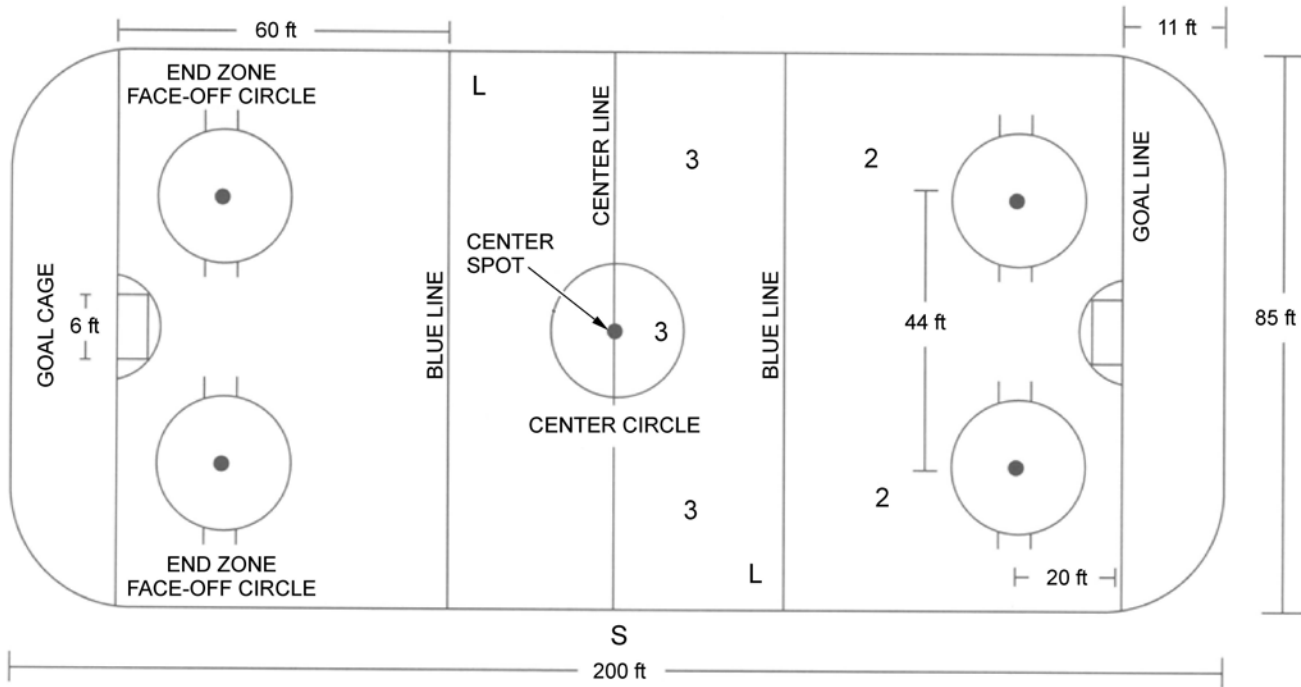 60 ft
11 ft
END ZONE
FACE-OFF CIRCLE
L
CENTER LINE
3
2
GOAL LINE
CENTER
SPOT
GOAL CAGE
6 ft
BLUE LINE
3
BLUE LINE
44 ft
85 ft
CENTER CIRCLE
3
2
END ZONE
FACE-OFF CIRCLE
L
20 ft
S
200 ft